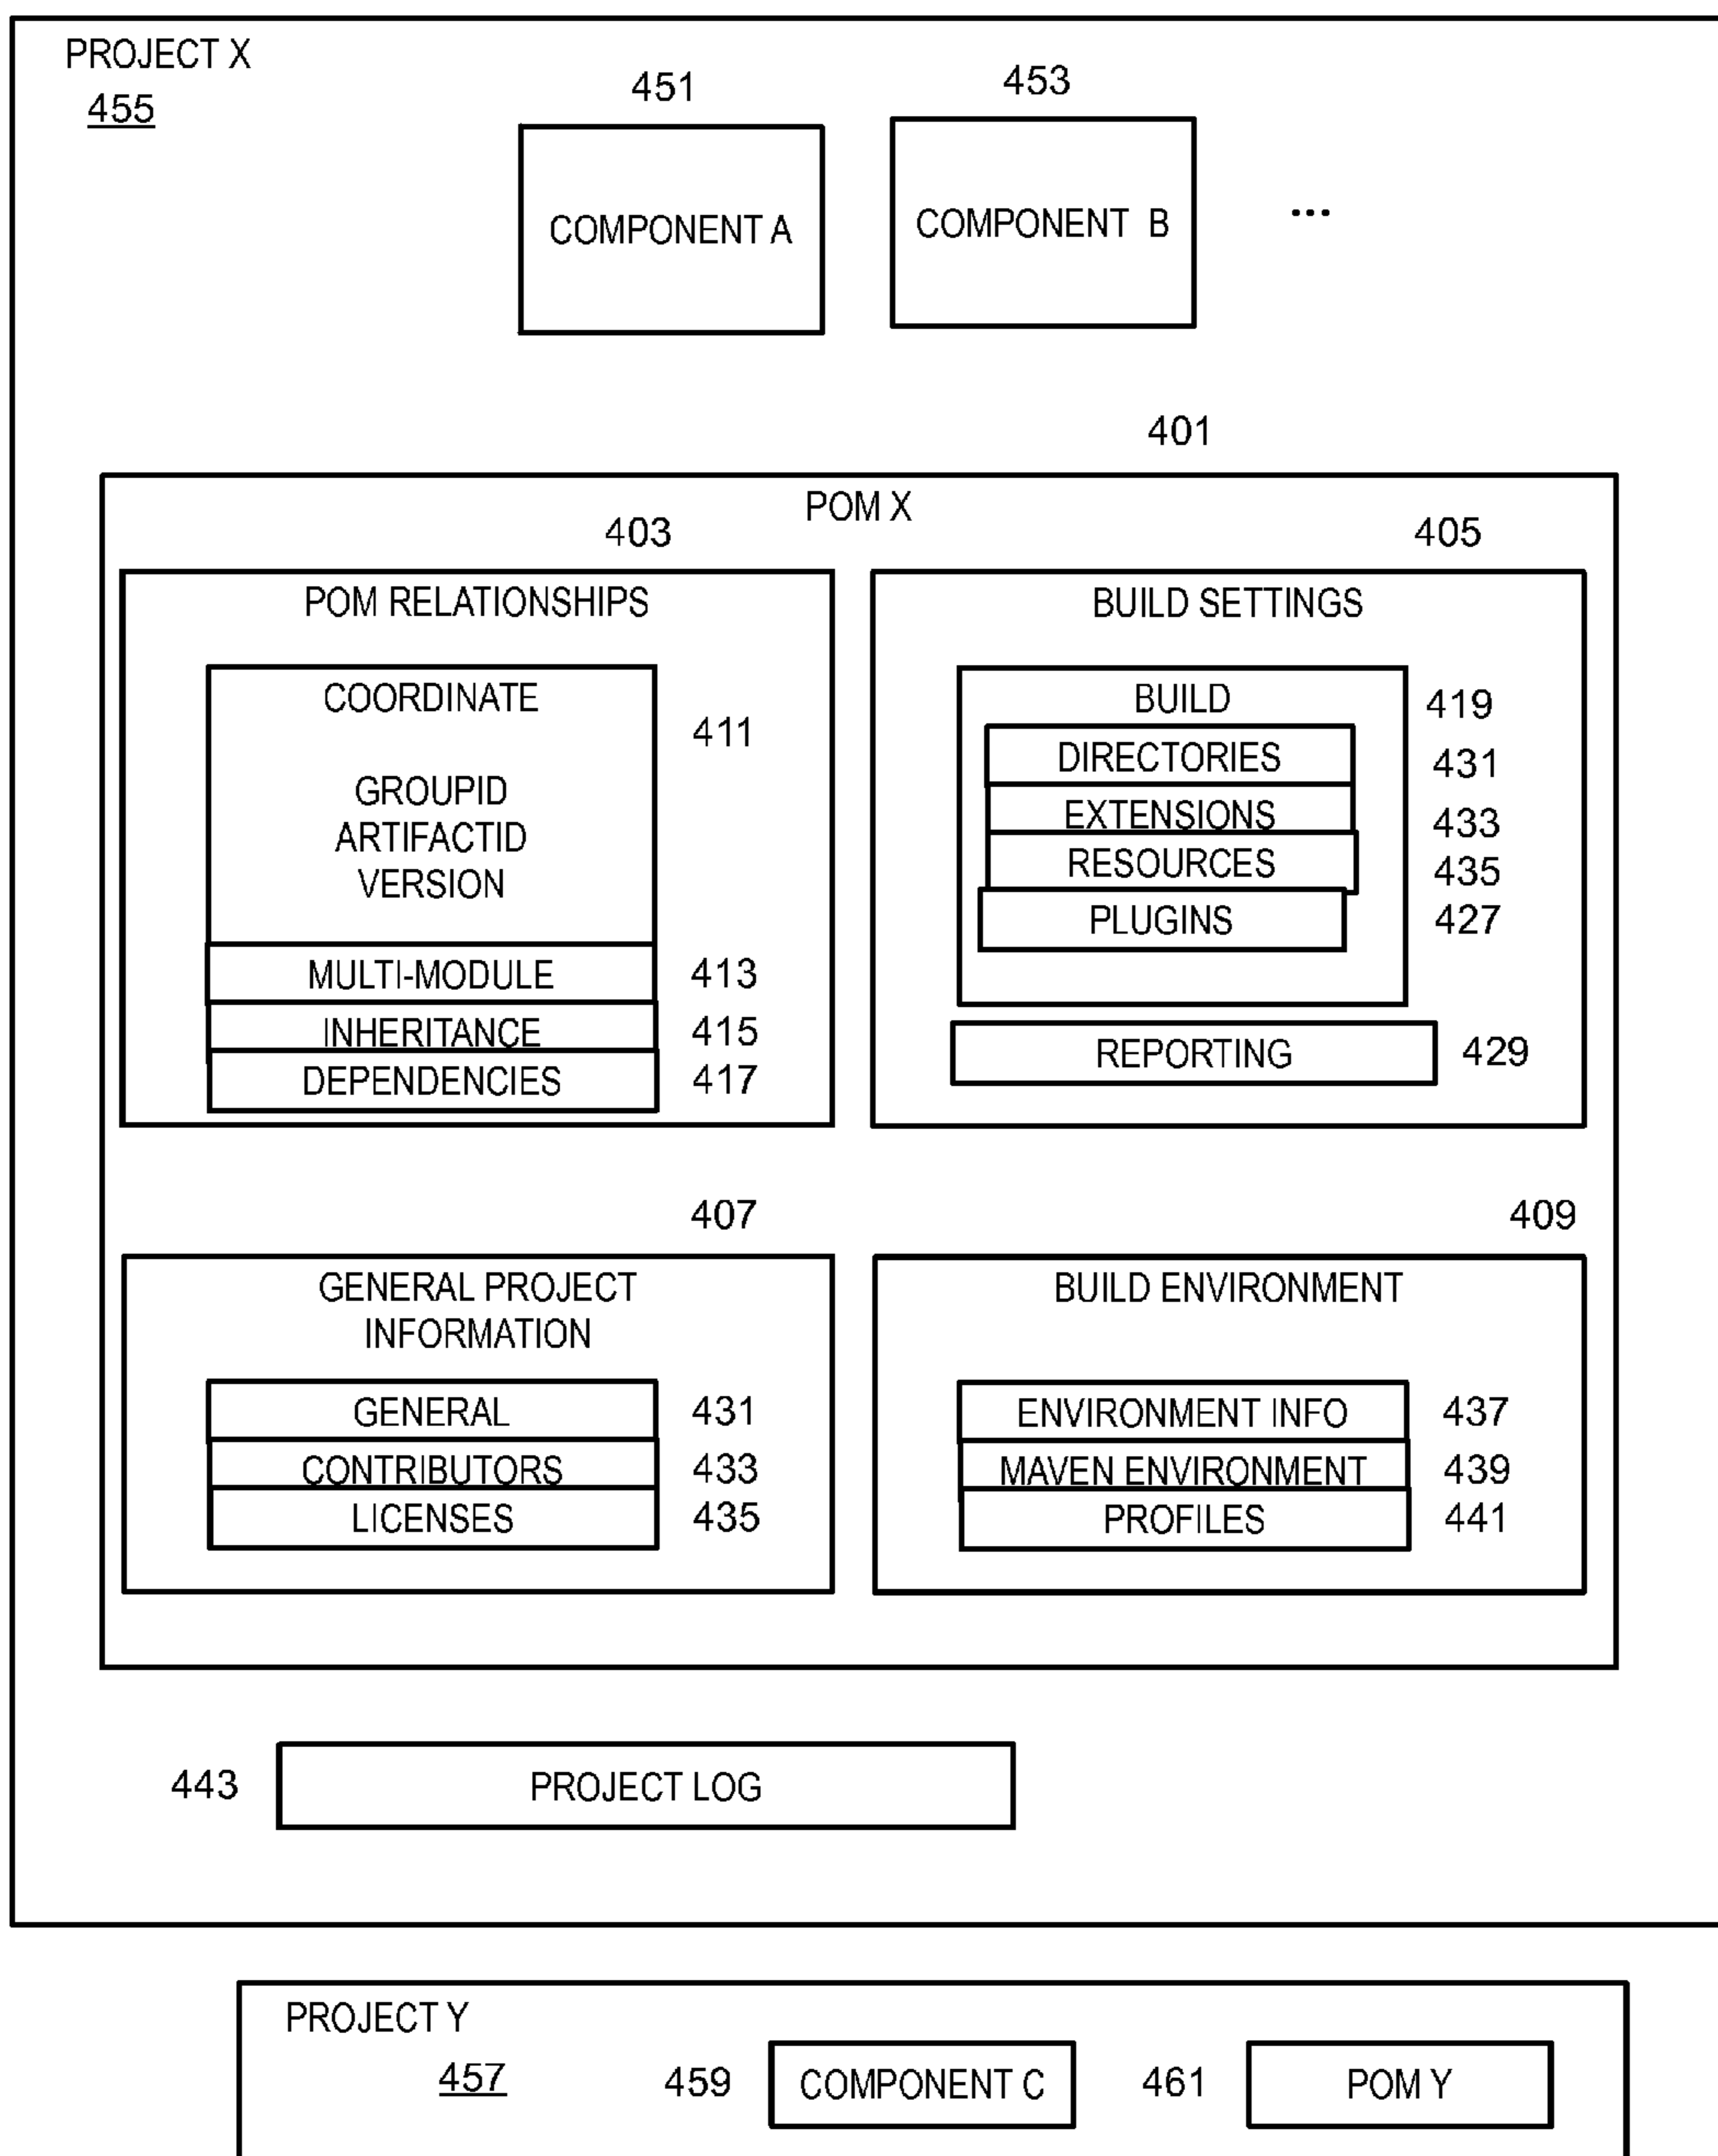 PROJECT X
455
451
453
COMPONENT A
COMPONENT B
...
401
POM X
403
405
POM RELATIONSHIPS
COORDINATE
411
GROUPID
ARTIFACTID
VERSION
MULTI-MODULE 413
INHERITANCE 415
DEPENDENCIES 417
BUILD SETTINGS
BUILD 419
DIRECTORIES 431
EXTENSIONS 433
RESOURCES 435
PLUGINS 427
REPORTING 429
407
409
GENERAL PROJECT
INFORMATION
GENERAL 431
CONTRIBUTORS 433
LICENSES 435
BUILD ENVIRONMENT
ENVIRONMENT INFO 437
MAVEN ENVIRONMENT 439
PROFILES 441
443 PROJECT LOG
PROJECT Y
457 459 COMPONENT C 461 POM Y